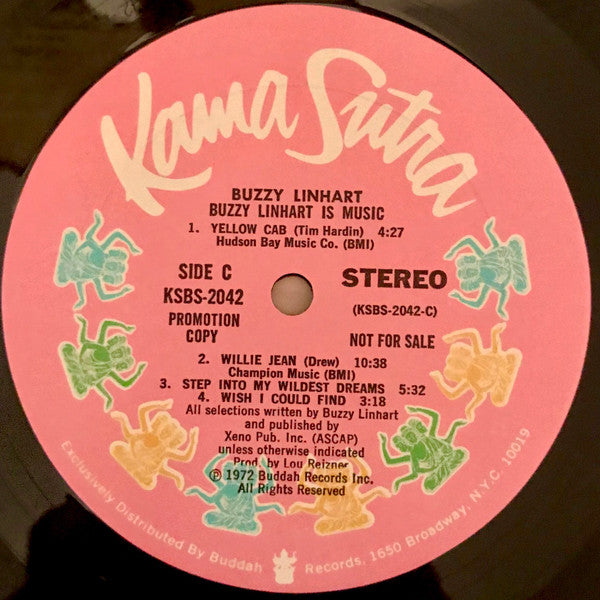 Kama Sutra
BUZZY LINHART
BUZZY LINHART IS MUSIC
1. YELLOW CAB (Tim Hardin) 4:27
Hudson Bay Music Co. (BMI)
SIDE C
KSBS-2042
PROMOTION
COPY
STEREO
(KSBS-2042-C)
NOT FOR SALE
2. WILLIE JEAN (Drew) 10:38
Champion Music (BMI)
3. STEP INTO MY WILDEST DREAMS 5:32
4. WISH I COULD FIND 3:18
All selections written by Buzzy Linhart
and published by
Xeno Pub. Inc. (ASCAP)
unless otherwise indicated
Prod. by Lou Reizner
Ⓟ 1972 Buddah Records Inc.
All Rights Reserved
Exclusively Distributed By Buddah Records, 1650 Broadway, N.Y.C. 10019